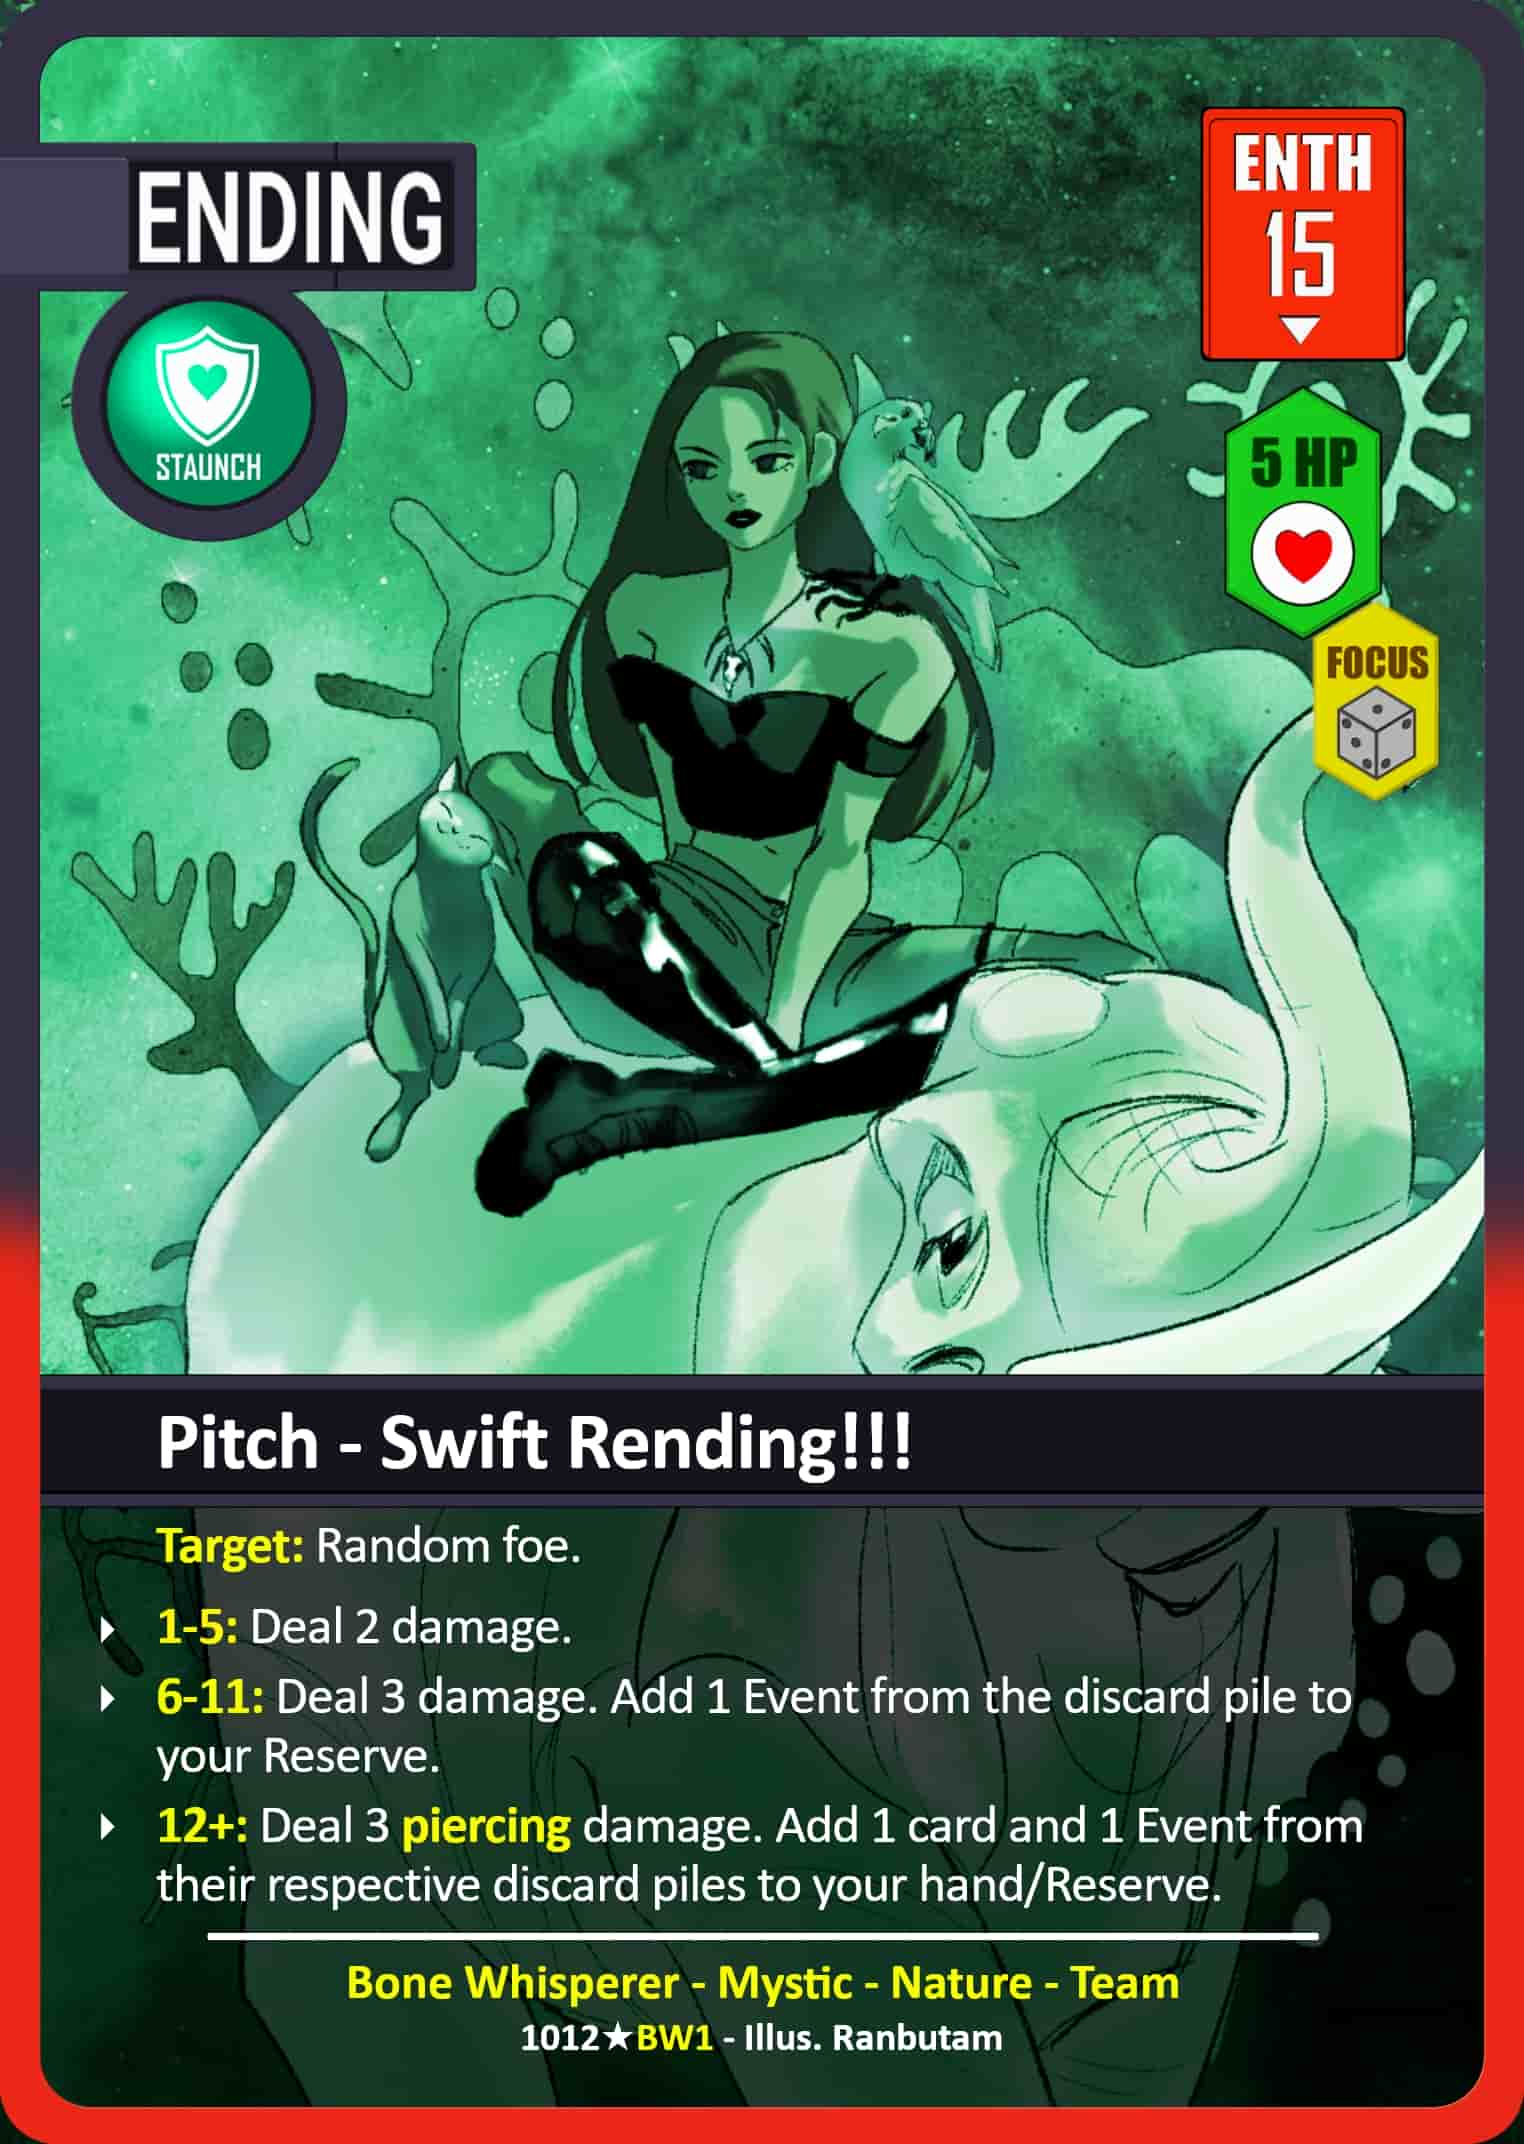 ENDING
ENTH
15
STAUNCH
5 HP
FOCUS
Pitch - Swift Rending!!!
Target: Random foe.
1-5: Deal 2 damage.
6-11: Deal 3 damage. Add 1 Event from the discard pile to
your Reserve.
12+: Deal 3 piercing damage. Add 1 card and 1 Event from
their respective discard piles to your hand/Reserve.
Bone Whisperer - Mystic - Nature - Team
1012★BW1 - Illus. Ranbutam